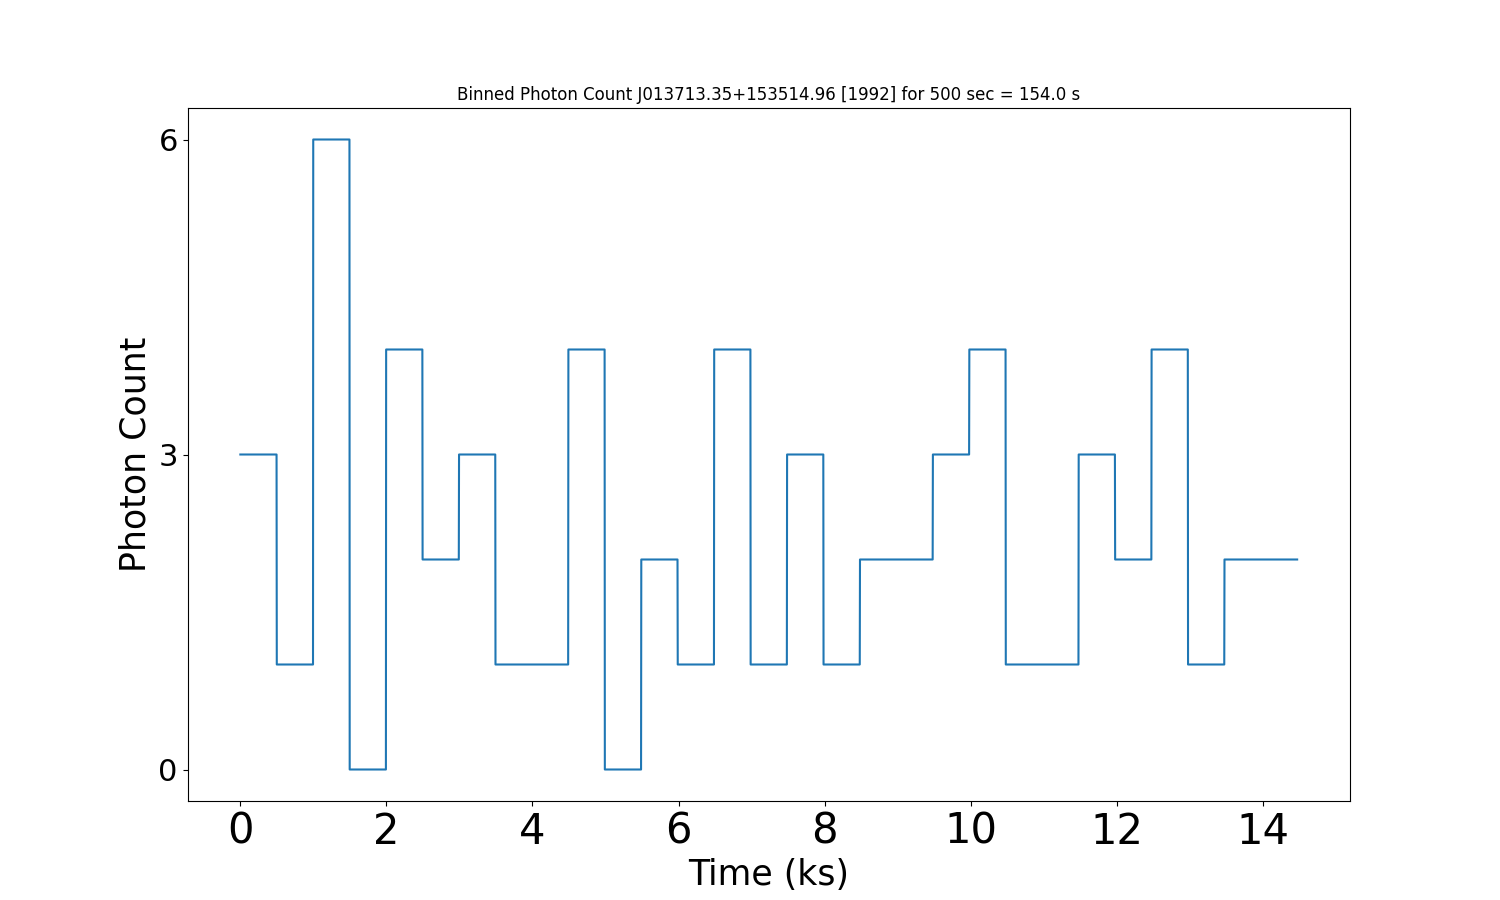 Binned Photon Count J013713.35+153514.96 [1992] for 500 sec = 154.0 s
6
3
0
Photon Count
0 2 4 6 8 10 12 14
Time (ks)